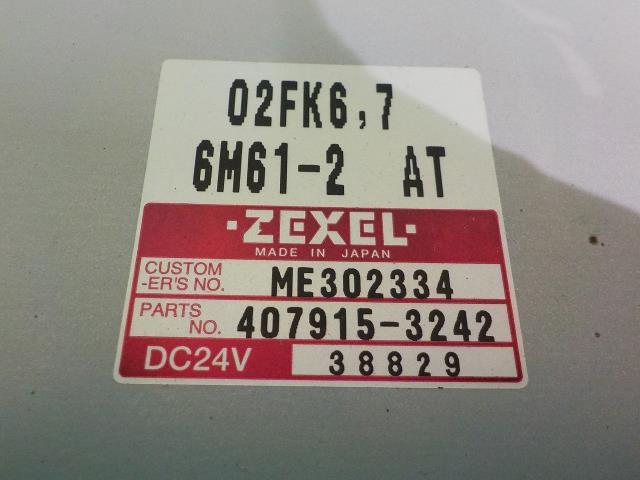 02FK6,7
6M61-2 AT
·ZEXEL·
MADE IN JAPAN
CUSTOM
-ER'S NO. ME302334
PARTS
NO. 407915-3242
DC24V 38829